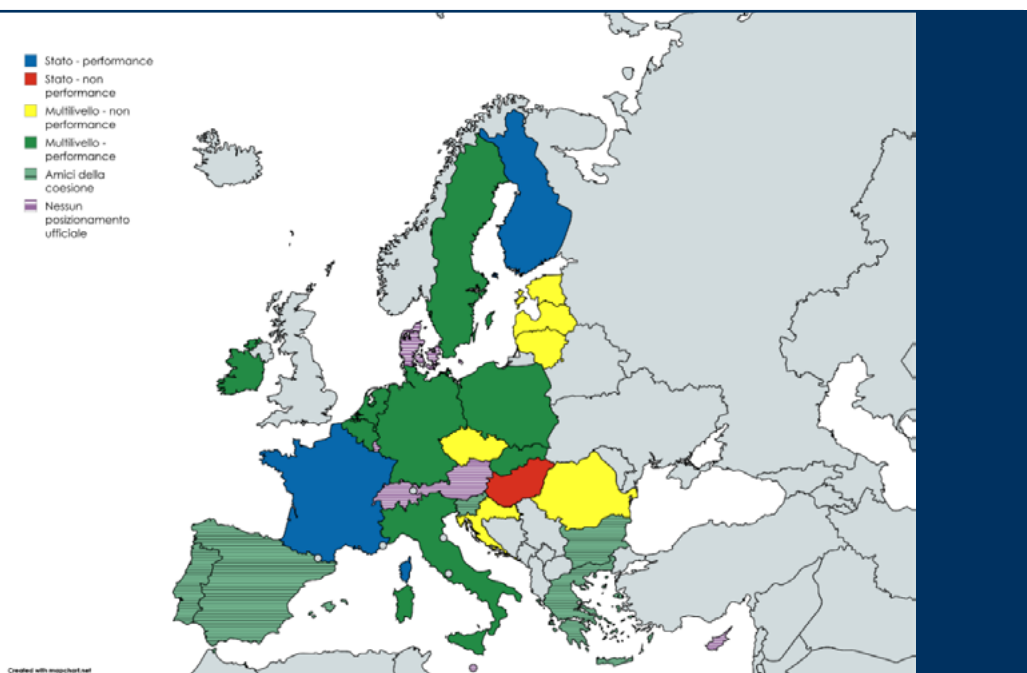 Stato - performance
Stato - non
performance
Multilivello - non
performance
Multilivello -
performance
Amici della
coesione
Nessun
posizionamento
ufficiale
Created with mapchart.net